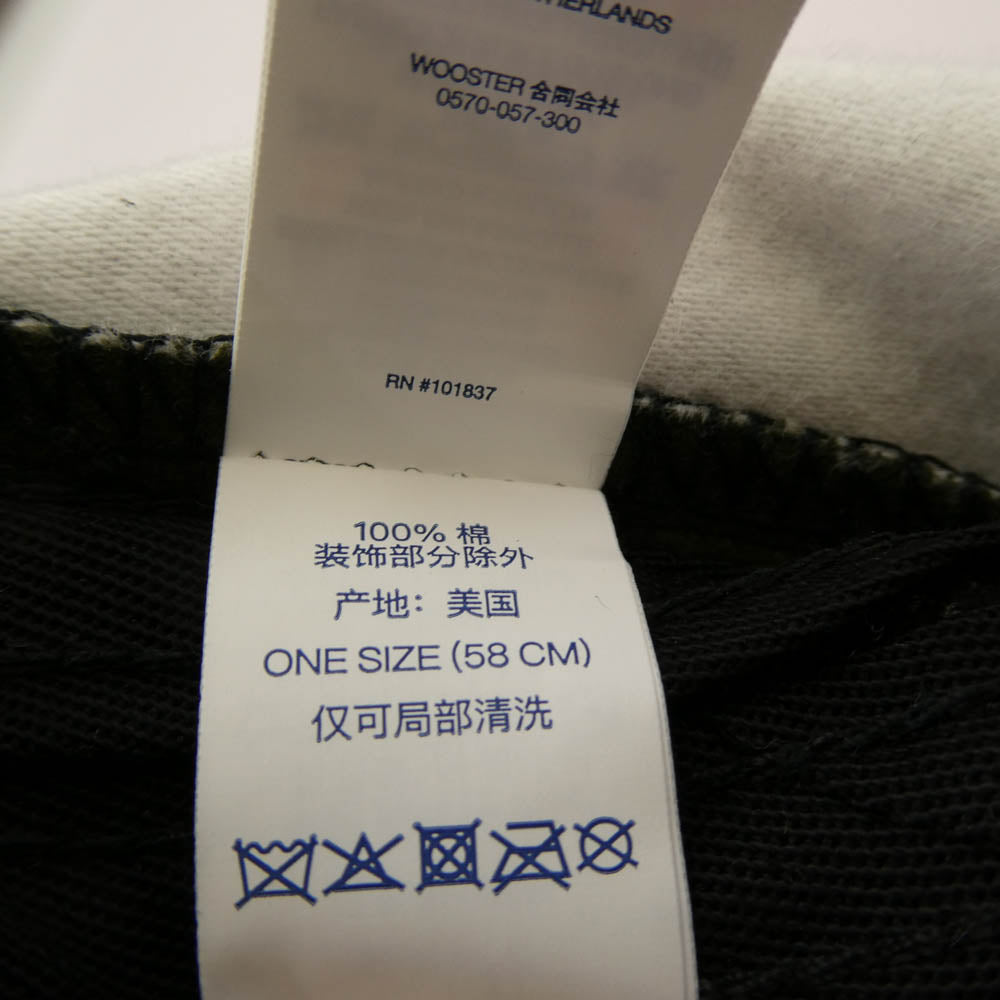 WOOSTER 合同会社
0570-057-300
RN #101837
100% 棉
装饰部分除外
产地：美国
ONE SIZE (58 CM)
仅可局部清洗